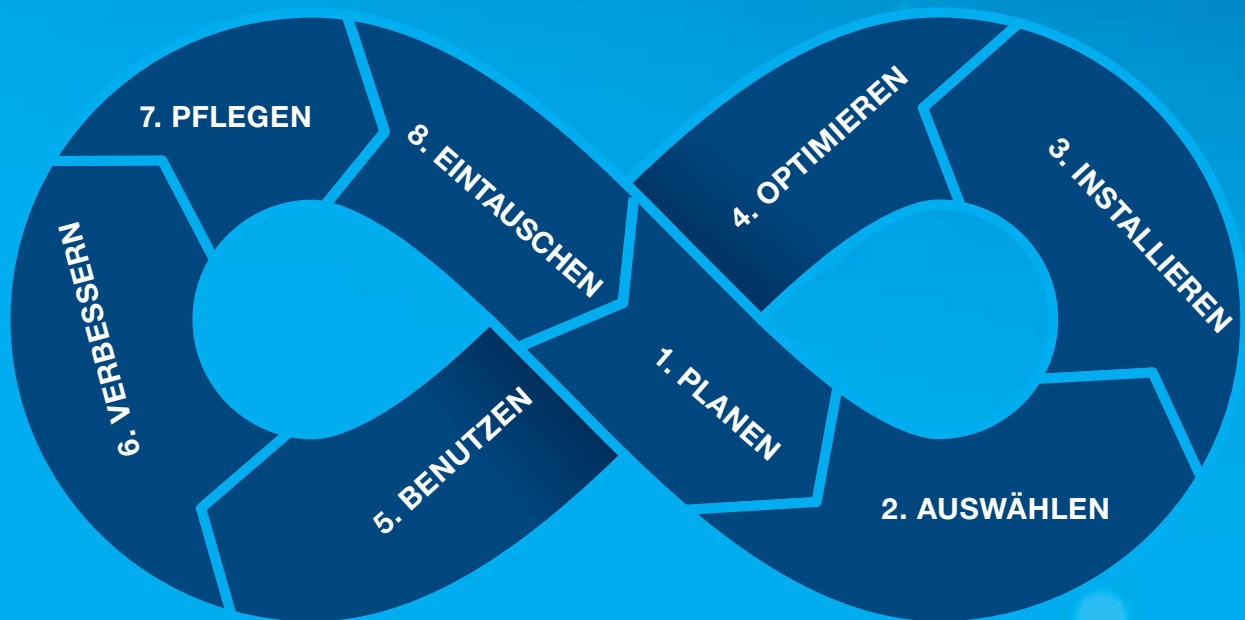 1. PLANEN
2. AUSWÄHLEN
3. INSTALLIEREN
4. OPTIMIEREN
5. BENUTZEN
6. VERBESSERN
7. PFLEGEN
8. EINTAUSCHEN